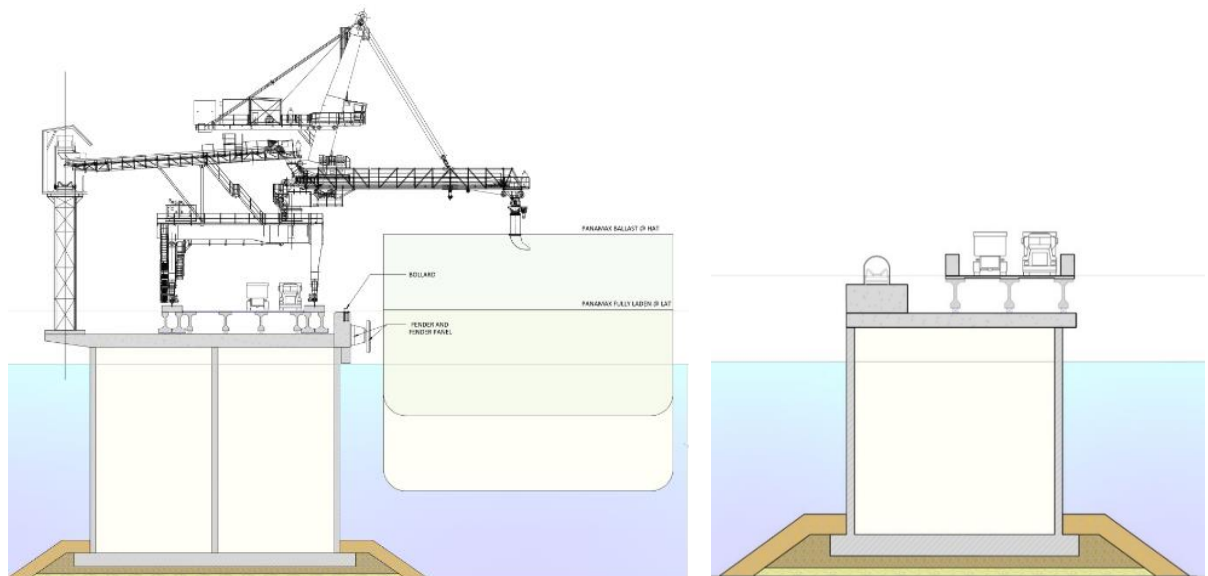 PANAMAX BALLAST @ HAT
BOLLARD
PANAMAX FULLY LADEN @ LAT
FENDER AND
FENDER PANEL